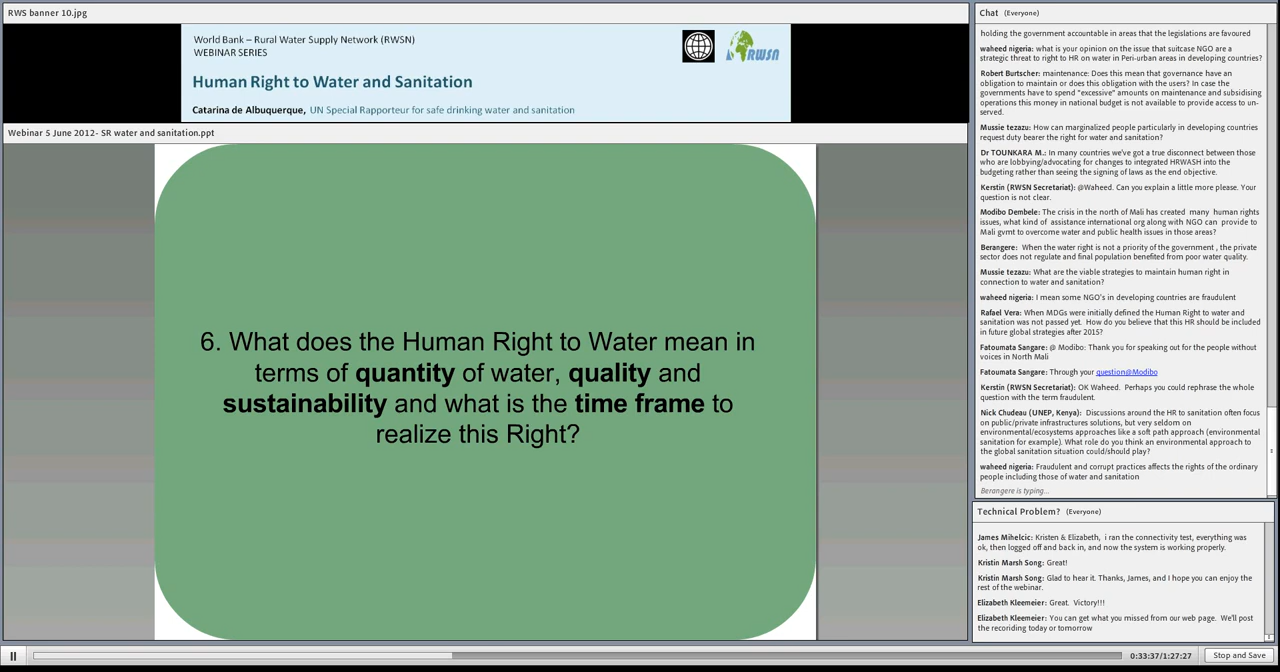 RWS banner 10.jpg
World Bank – Rural Water Supply Network (RWSN)
WEBINAR SERIES
RWSN
Human Right to Water and Sanitation
Catarina de Albuquerque, UN Special Rapporteur for safe drinking water and sanitation
Webinar 5 June 2012- SR water and sanitation.ppt
6. What does the Human Right to Water mean in
terms of quantity of water, quality and
sustainability and what is the time frame to
realize this Right?
Chat (Everyone)
holding the government accountable in areas that the legislations are favoured
waheed nigeria: what is your opinion on the issue that suitcase NGO are a
strategic threat to right to HR on water in Peri-urban areas in developing countries?
Robert Burtscher: maintenance: Does this mean that governance have an
obligation to maintain or does this obligation with the users? In case the
governments have to spend "excessive" amounts on maintenance and subsidising
operations this money in national budget is not available to provide access to un-
served.
Mussie tezazu: How can marginalized people particularly in developing countries
request duty bearer the right for water and sanitation?
Dr TOUNKARA M.: In many countries we've got a true disconnect between those
who are lobbying/advocating for changes to integrated HRWASH into the
budgeting rather than seeing the signing of laws as the end objective.
Kerstin (RWSN Secretariat): @Waheed. Can you explain a little more please. Your
question is not clear.
Modibo Dembele: The crisis in the north of Mali has created many human rights
issues, what kind of assistance international org along with NGO can provide to
Mali gvmt to overcome water and public health issues in those areas?
Berangere: When the water right is not a priority of the government , the private
sector does not regulate and final population benefited from poor water quality.
Mussie tezazu: What are the viable strategies to maintain human right in
connection to water and sanitation?
waheed nigeria: I mean some NGO's in developing countries are fraudulent
Rafael Vera: When MDGs were initially defined the Human Right to water and
sanitation was not passed yet. How do you believe that this HR should be included
in future global strategies after 2015?
Fatoumata Sangare: @ Modibo: Thank you for speaking out for the people without
voices in North Mali
Fatoumata Sangare: Through your question@Modibo
Kerstin (RWSN Secretariat): OK Waheed. Perhaps you could rephrase the whole
question with the term fraudulent.
Nick Chudeau (UNEP, Kenya): Discussions around the HR to sanitation often focus
on public/private infrastructures solutions, but very seldom on
environmental/ecosystems approaches like a soft path approach (environmental
sanitation for example). What role do you think an environmental approach to
the global sanitation situation could/should play?
waheed nigeria: Fraudulent and corrupt practices affects the rights of the ordinary
people including those of water and sanitation
Berangere is typing...
Technical Problem? (Everyone)
James Mihelcic: Kristen & Elizabeth, i ran the connectivity test, everything was
ok, then logged off and back in, and now the system is working properly.
Kristin Marsh Song: Great!
Kristin Marsh Song: Glad to hear it. Thanks, James, and I hope you can enjoy the
rest of the webinar.
Elizabeth Kleemeier: Great. Victory!!!
Elizabeth Kleemeier: You can get what you missed from our web page. We'll post
the recoriding today or tomorrow
0:33:37/1:27:27
Stop and Save